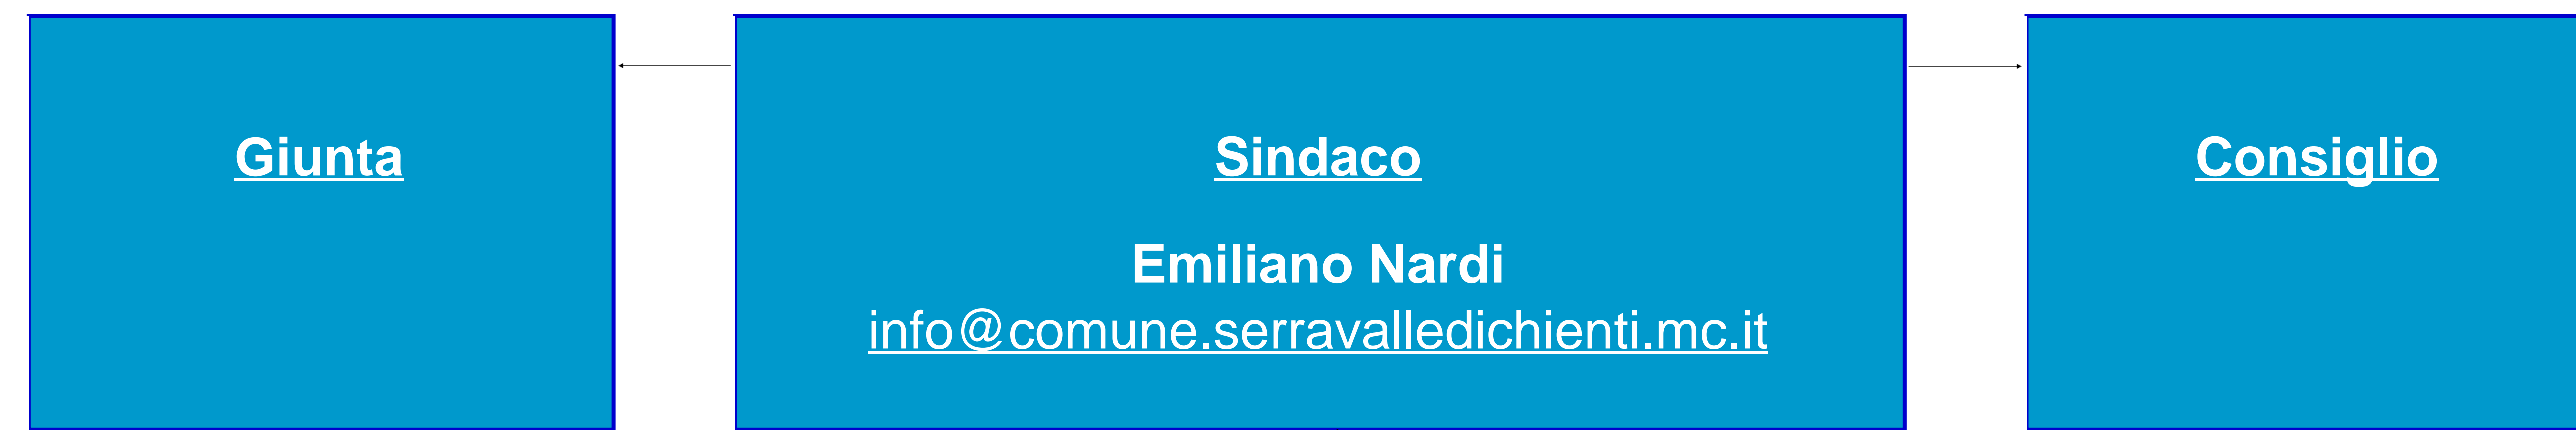 Giunta
Sindaco
Emiliano Nardi
info@comune.serravalledichienti.mc.it
Consiglio